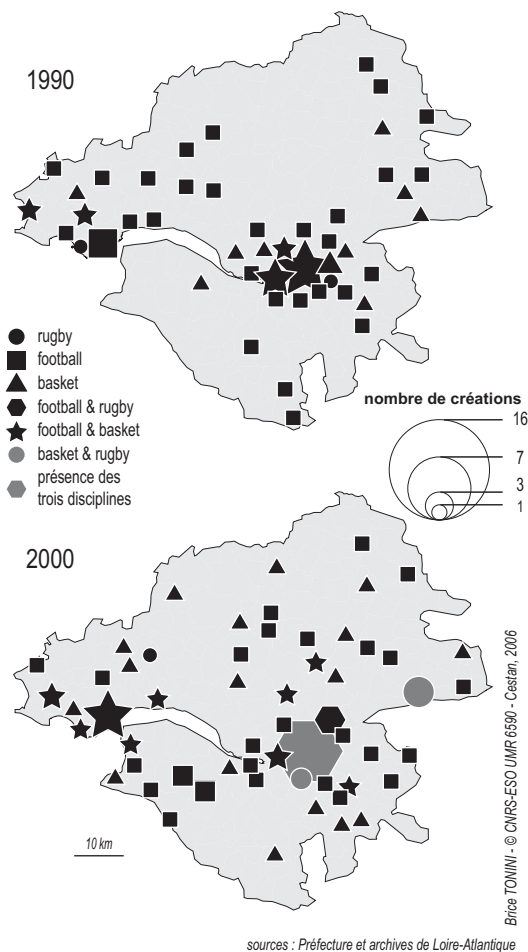 1990
rugby
football
basket
football & rugby
football & basket
basket & rugby
présence des
trois disciplines
nombre de créations
16
7
3
1
2000
10 km
Brice TONINI - © CNRS-ESO UMR 6590 - Cestan, 2006
sources : Préfecture et archives de Loire-Atlantique